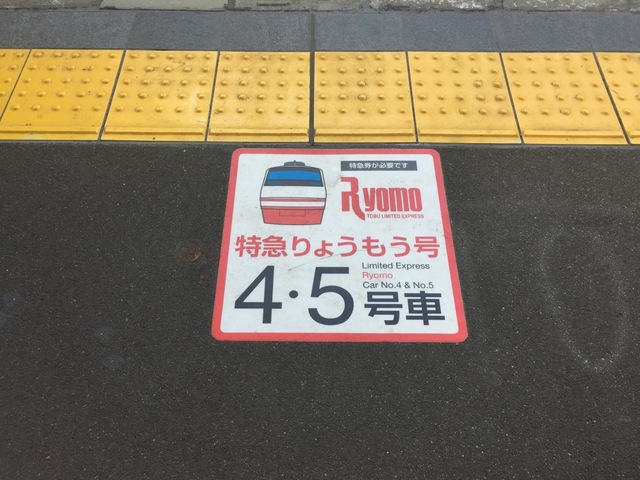 特急券が必要です
Ryomo
TOBU LIMITED EXPRESS
特急りょうもう号
4・5号車
Limited Express
Ryomo
Car No.4 & No.5